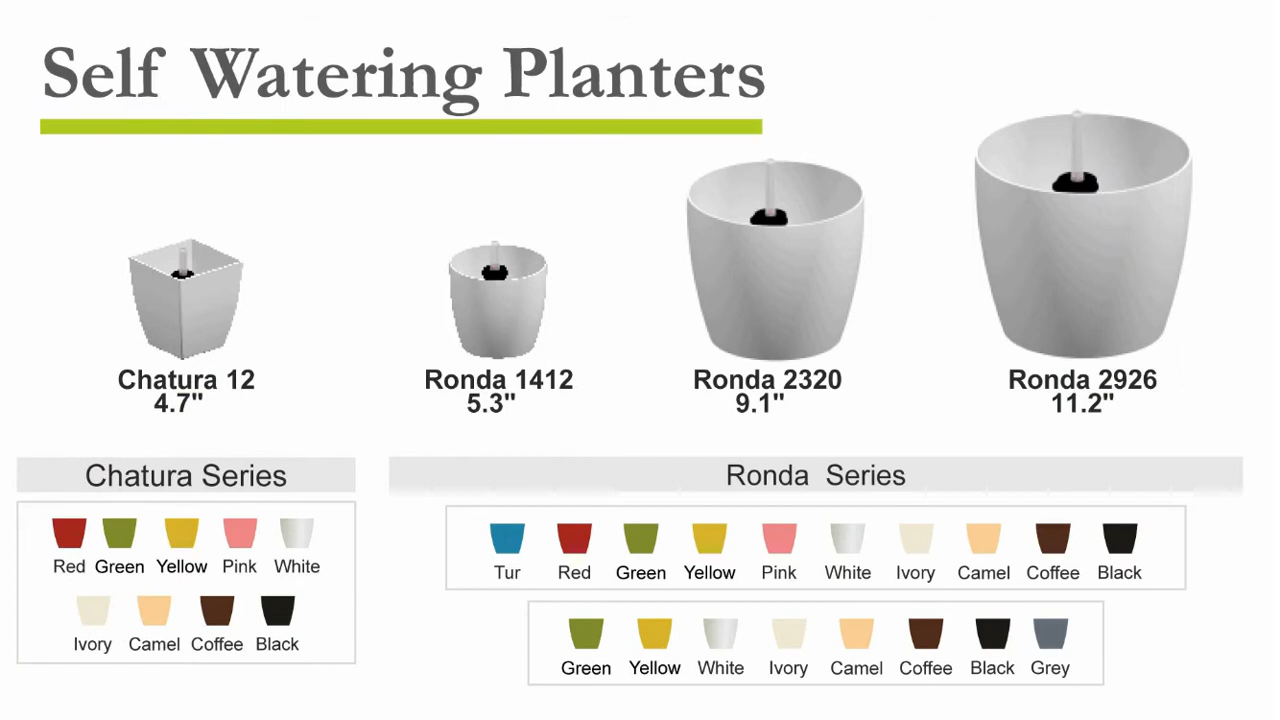 Self Watering Planters
Chatura 12
4.7"
Ronda 1412
5.3"
Ronda 2320
9.1"
Ronda 2926
11.2"
Chatura Series
Red Green Yellow Pink White
Ivory Camel Coffee Black
Ronda Series
Tur Red Green Yellow Pink White Ivory Camel Coffee Black
Green Yellow White Ivory Camel Coffee Black Grey